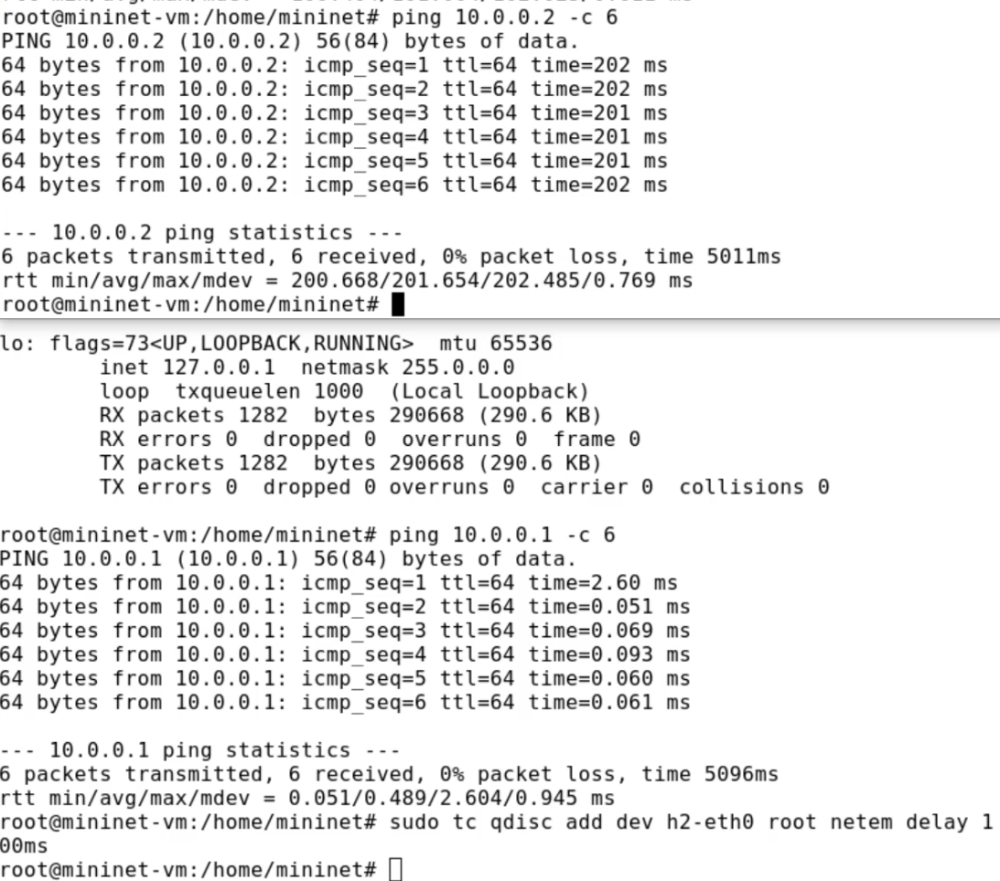 root@mininet-vm:/home/mininet# ping 10.0.0.2 -c 6
PING 10.0.0.2 (10.0.0.2) 56(84) bytes of data.
64 bytes from 10.0.0.2: icmp_seq=1 ttl=64 time=202 ms
64 bytes from 10.0.0.2: icmp_seq=2 ttl=64 time=202 ms
64 bytes from 10.0.0.2: icmp_seq=3 ttl=64 time=201 ms
64 bytes from 10.0.0.2: icmp_seq=4 ttl=64 time=201 ms
64 bytes from 10.0.0.2: icmp_seq=5 ttl=64 time=201 ms
64 bytes from 10.0.0.2: icmp_seq=6 ttl=64 time=202 ms
--- 10.0.0.2 ping statistics ---
6 packets transmitted, 6 received, 0% packet loss, time 5011ms
rtt min/avg/max/mdev = 200.668/201.654/202.485/0.769 ms
root@mininet-vm:/home/mininet#
lo: flags=73<UP,LOOPBACK,RUNNING>  mtu 65536
        inet 127.0.0.1  netmask 255.0.0.0
        loop  txqueuelen 1000  (Local Loopback)
        RX packets 1282  bytes 290668 (290.6 KB)
        RX errors 0  dropped 0  overruns 0  frame 0
        TX packets 1282  bytes 290668 (290.6 KB)
        TX errors 0  dropped 0 overruns 0  carrier 0  collisions 0
root@mininet-vm:/home/mininet# ping 10.0.0.1 -c 6
PING 10.0.0.1 (10.0.0.1) 56(84) bytes of data.
64 bytes from 10.0.0.1: icmp_seq=1 ttl=64 time=2.60 ms
64 bytes from 10.0.0.1: icmp_seq=2 ttl=64 time=0.051 ms
64 bytes from 10.0.0.1: icmp_seq=3 ttl=64 time=0.069 ms
64 bytes from 10.0.0.1: icmp_seq=4 ttl=64 time=0.093 ms
64 bytes from 10.0.0.1: icmp_seq=5 ttl=64 time=0.060 ms
64 bytes from 10.0.0.1: icmp_seq=6 ttl=64 time=0.061 ms
--- 10.0.0.1 ping statistics ---
6 packets transmitted, 6 received, 0% packet loss, time 5096ms
rtt min/avg/max/mdev = 0.051/0.489/2.604/0.945 ms
root@mininet-vm:/home/mininet# sudo tc qdisc add dev h2-eth0 root netem delay 1
00ms
root@mininet-vm:/home/mininet#